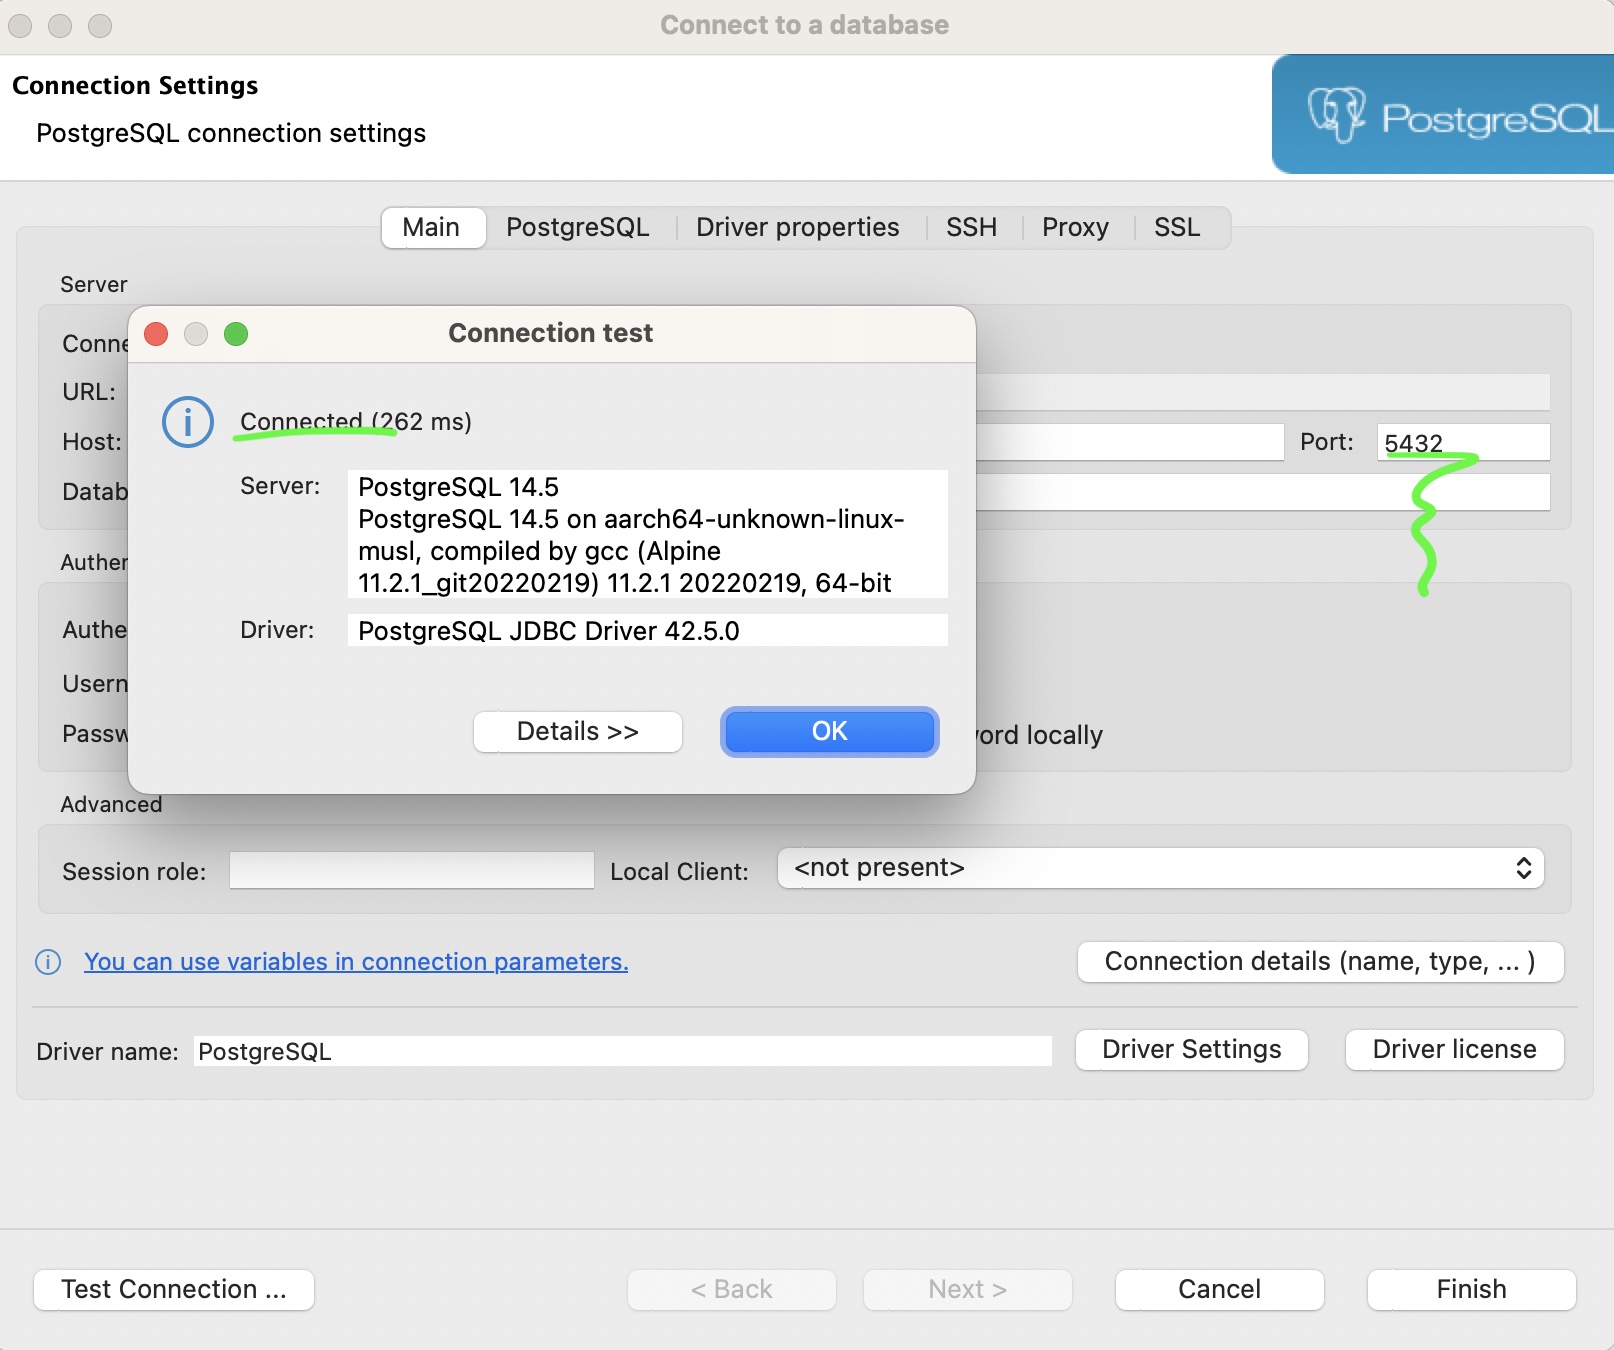 Connect to a database
Connection Settings
PostgreSQL connection settings
PostgreSQL
Main PostgreSQL Driver properties SSH Proxy SSL
Server
Conne
URL:
Host:
Port: 5432
Datab
Connection test
Connected (262 ms)
Server: PostgreSQL 14.5
PostgreSQL 14.5 on aarch64-unknown-linux-
musl, compiled by gcc (Alpine
11.2.1_git20220219) 11.2.1 20220219, 64-bit
Driver: PostgreSQL JDBC Driver 42.5.0
Details >> OK
Auther
Authe
Usern
Passw
ord locally
Advanced
Session role: Local Client: <not present>
You can use variables in connection parameters.
Connection details (name, type, ... )
Driver name: PostgreSQL Driver Settings Driver license
Test Connection ... < Back Next > Cancel Finish